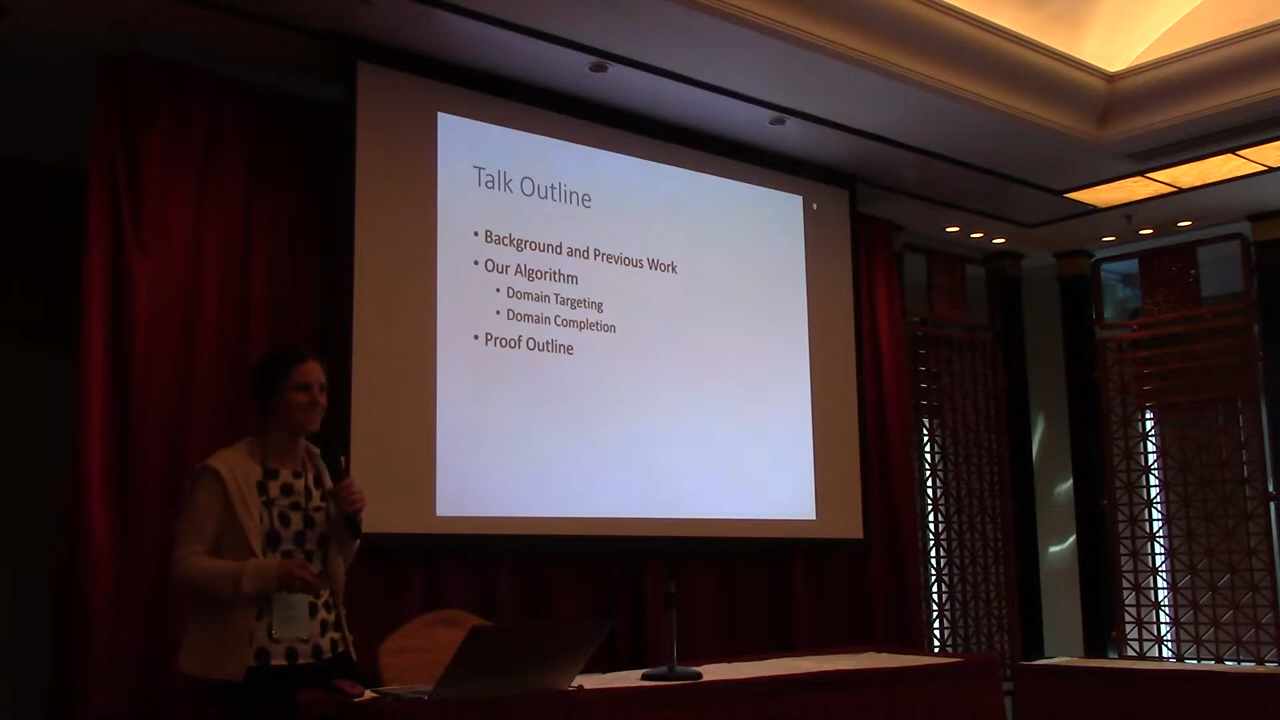 Talk Outline
• Background and Previous Work
• Our Algorithm
• Domain Targeting
• Domain Completion
• Proof Outline